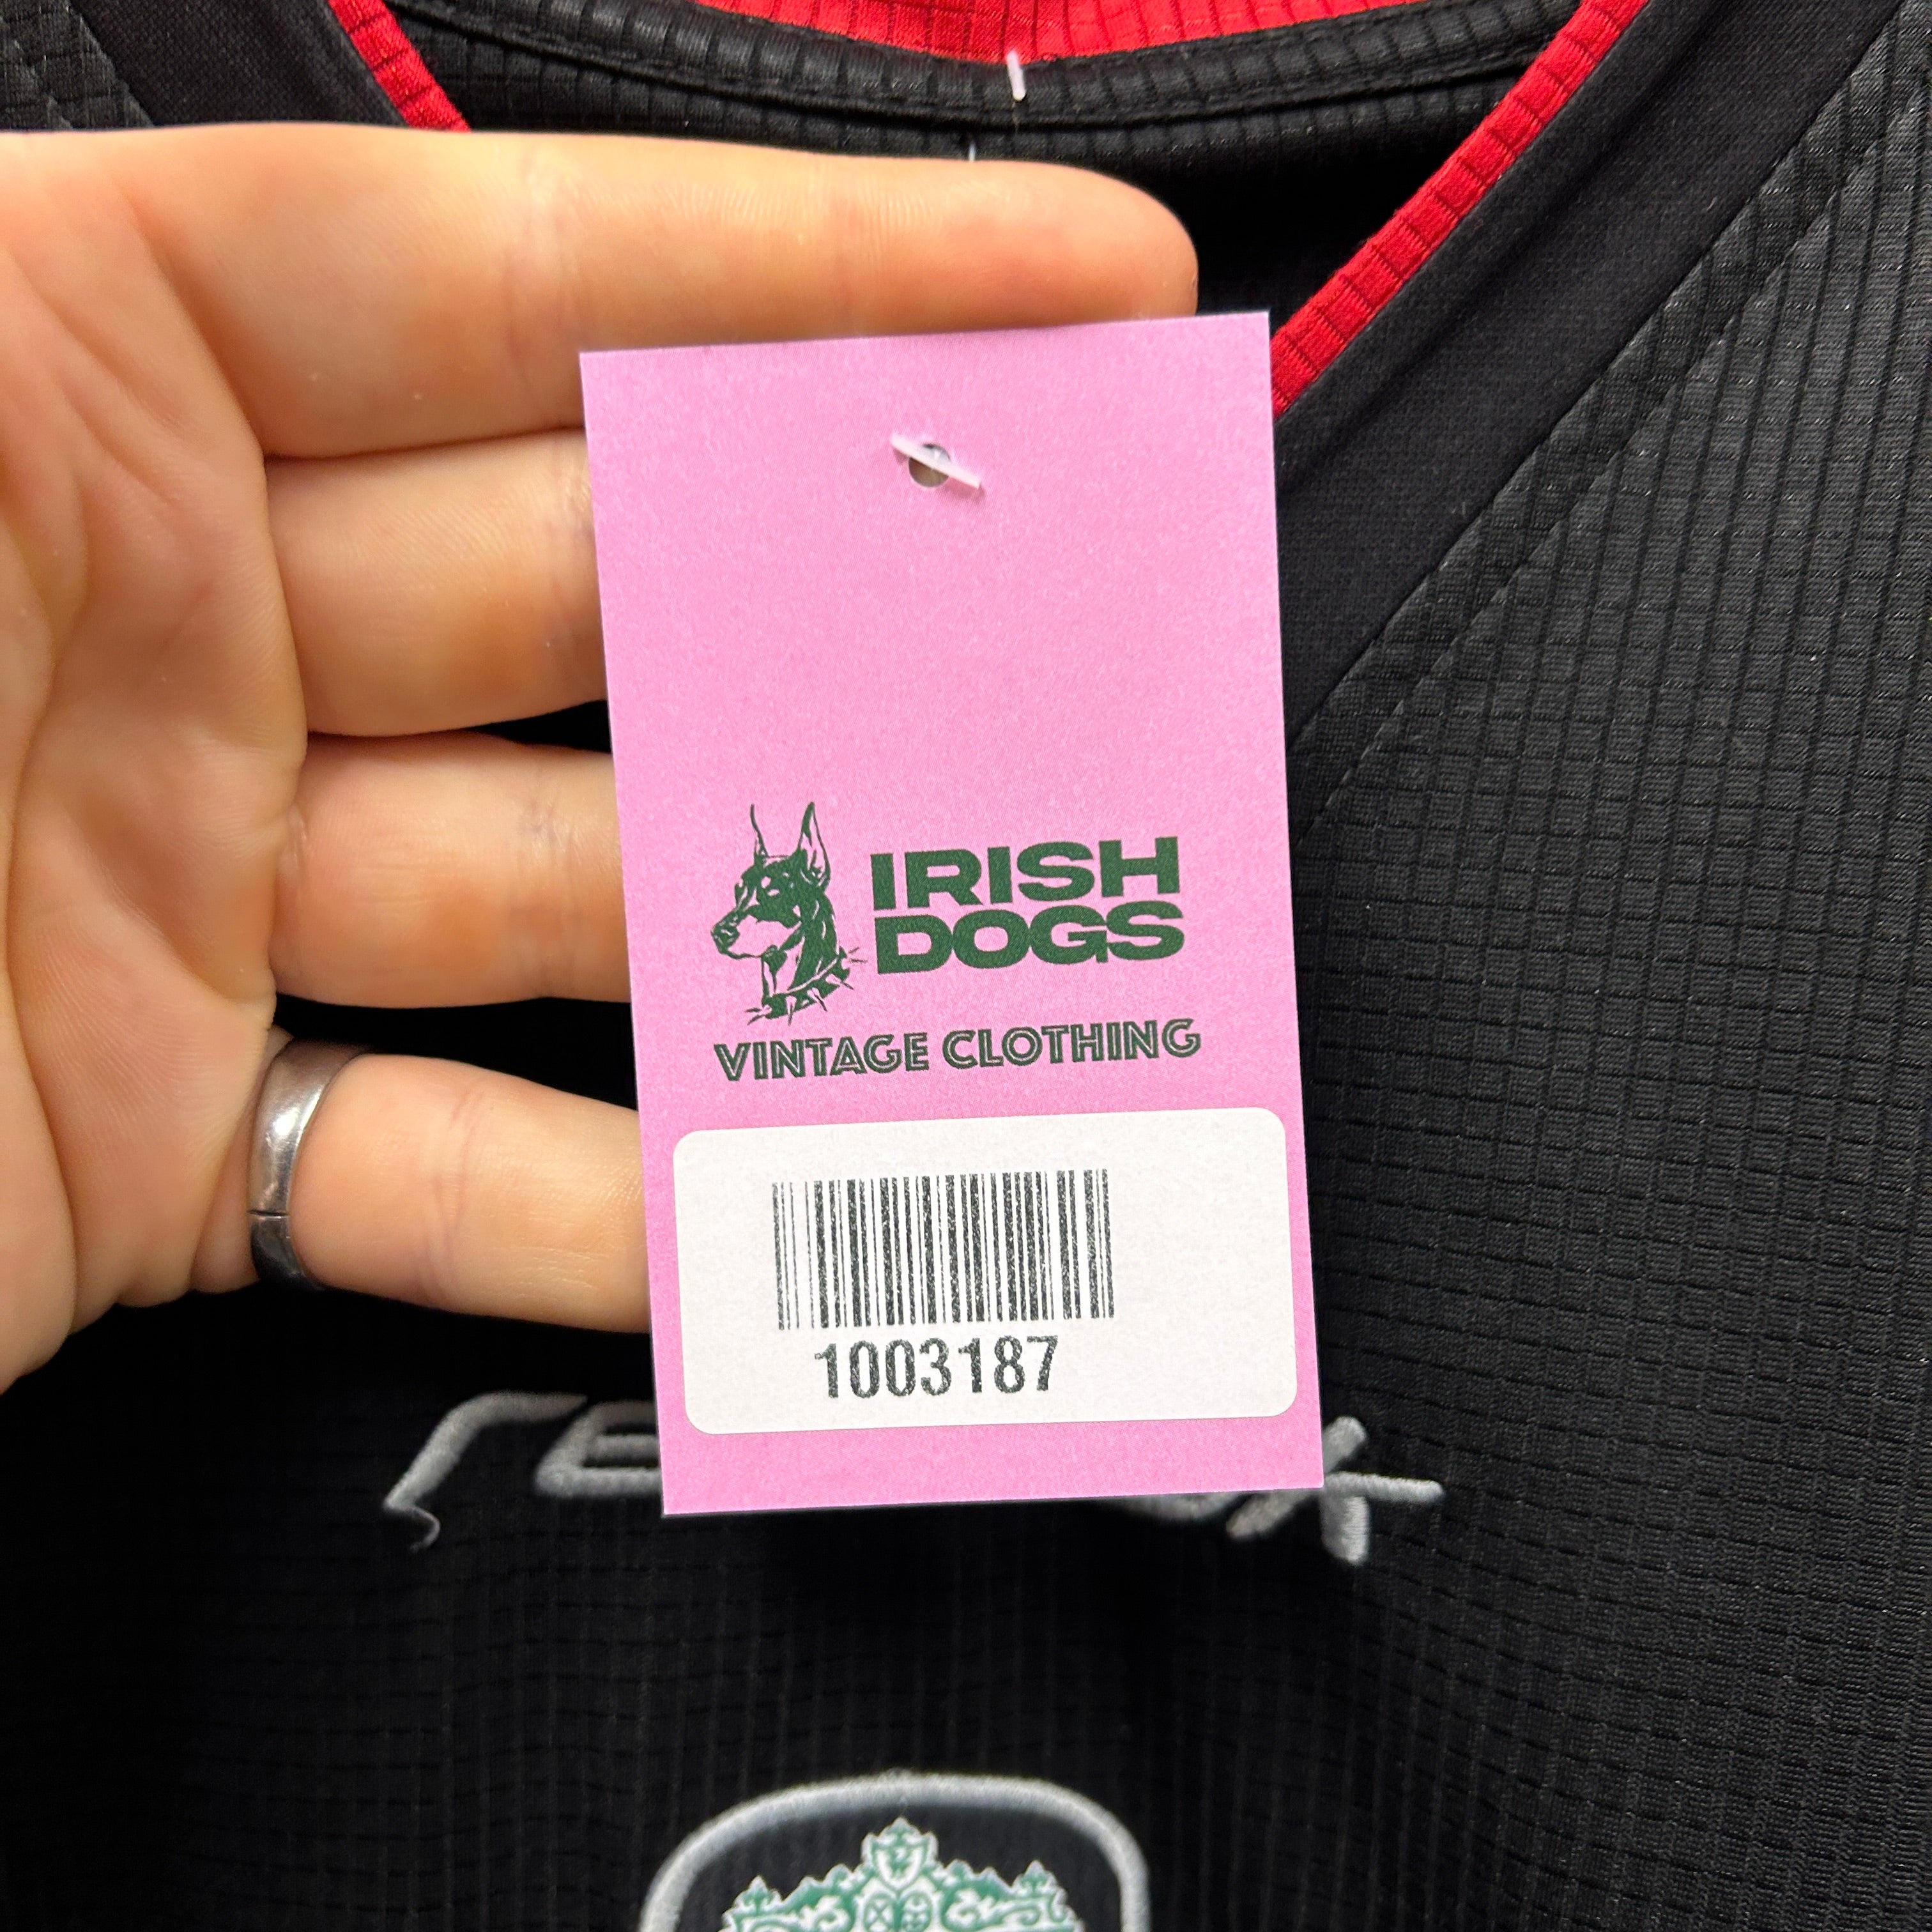 IRISH
DOGS
VINTAGE CLOTHING
1003187